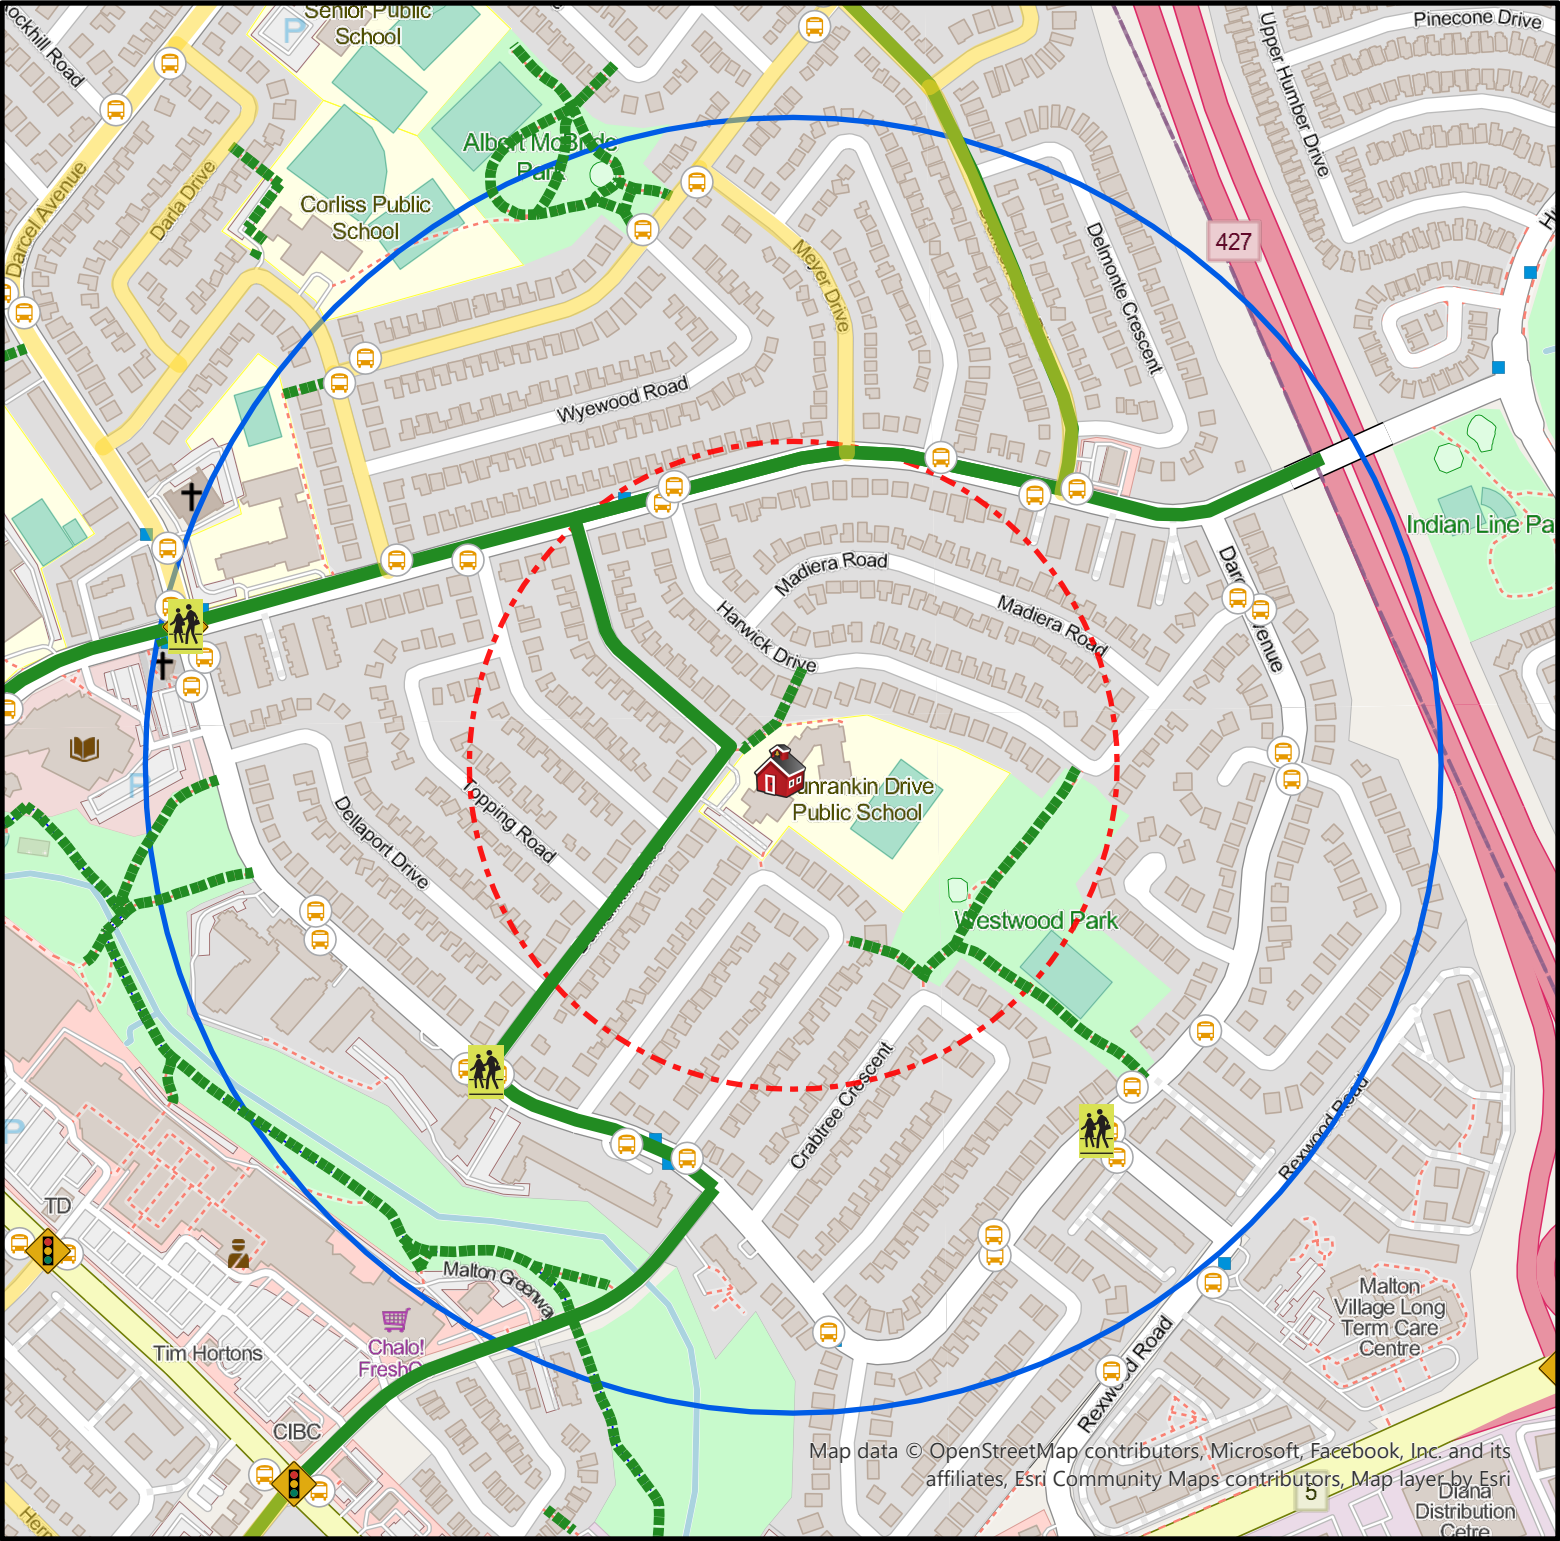 Senior Public
School
Pinecone Drive
Upper Humber Drive
P
Albert McBride
Park
Corliss Public
School
Darla Drive
Darcel Avenue
427
Meyer Drive
Delmonte Crescent
Wyewood Road
Indian Line Pa
Madiera Road
Madiera Road
Harwick Drive
Topping Road
Dellaport Drive
P
unrankin Drive
Public School
Westwood Park
Crabtree Crescent
Rexwood Road
P
TD
Malton Greenway
Tim Hortons
Chalo!
CIBC
Malton
Village Long
Term Care
Centre
Rexwood Road
Map data © OpenStreetMap contributors, Microsoft, Facebook, Inc. and its
affiliates, Esri Community Maps contributors, Map layer by Esri
5
Diana
Distribution
Cetre